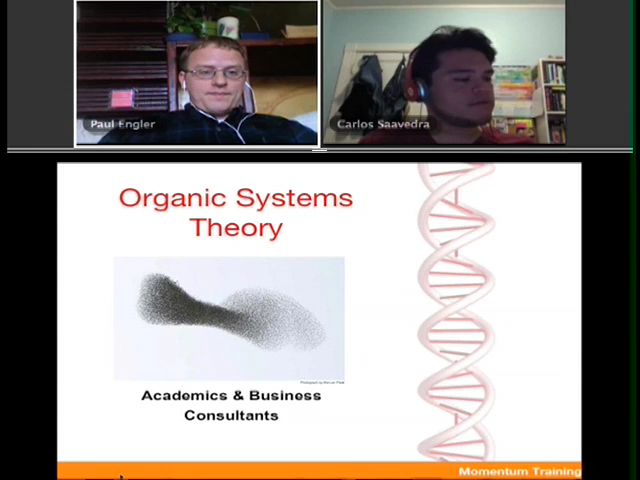 Paul Engler
Carlos Saavedra
Organic Systems
Theory
Academics & Business
Consultants
Momentum Training